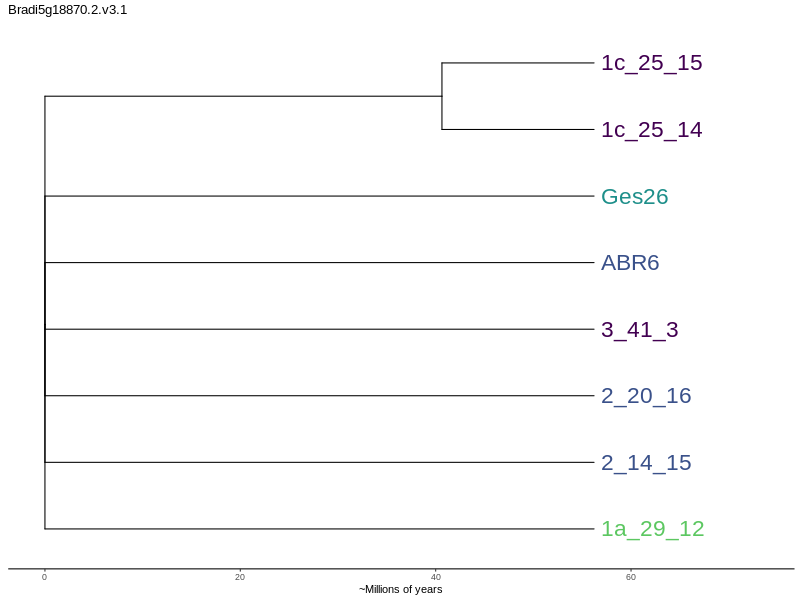 Bradi5g18870.2.v3.1
1c_25_15
1c_25_14
Ges26
ABR6
3_41_3
2_20_16
2_14_15
1a_29_12
0 20 40 60
~Millions of years